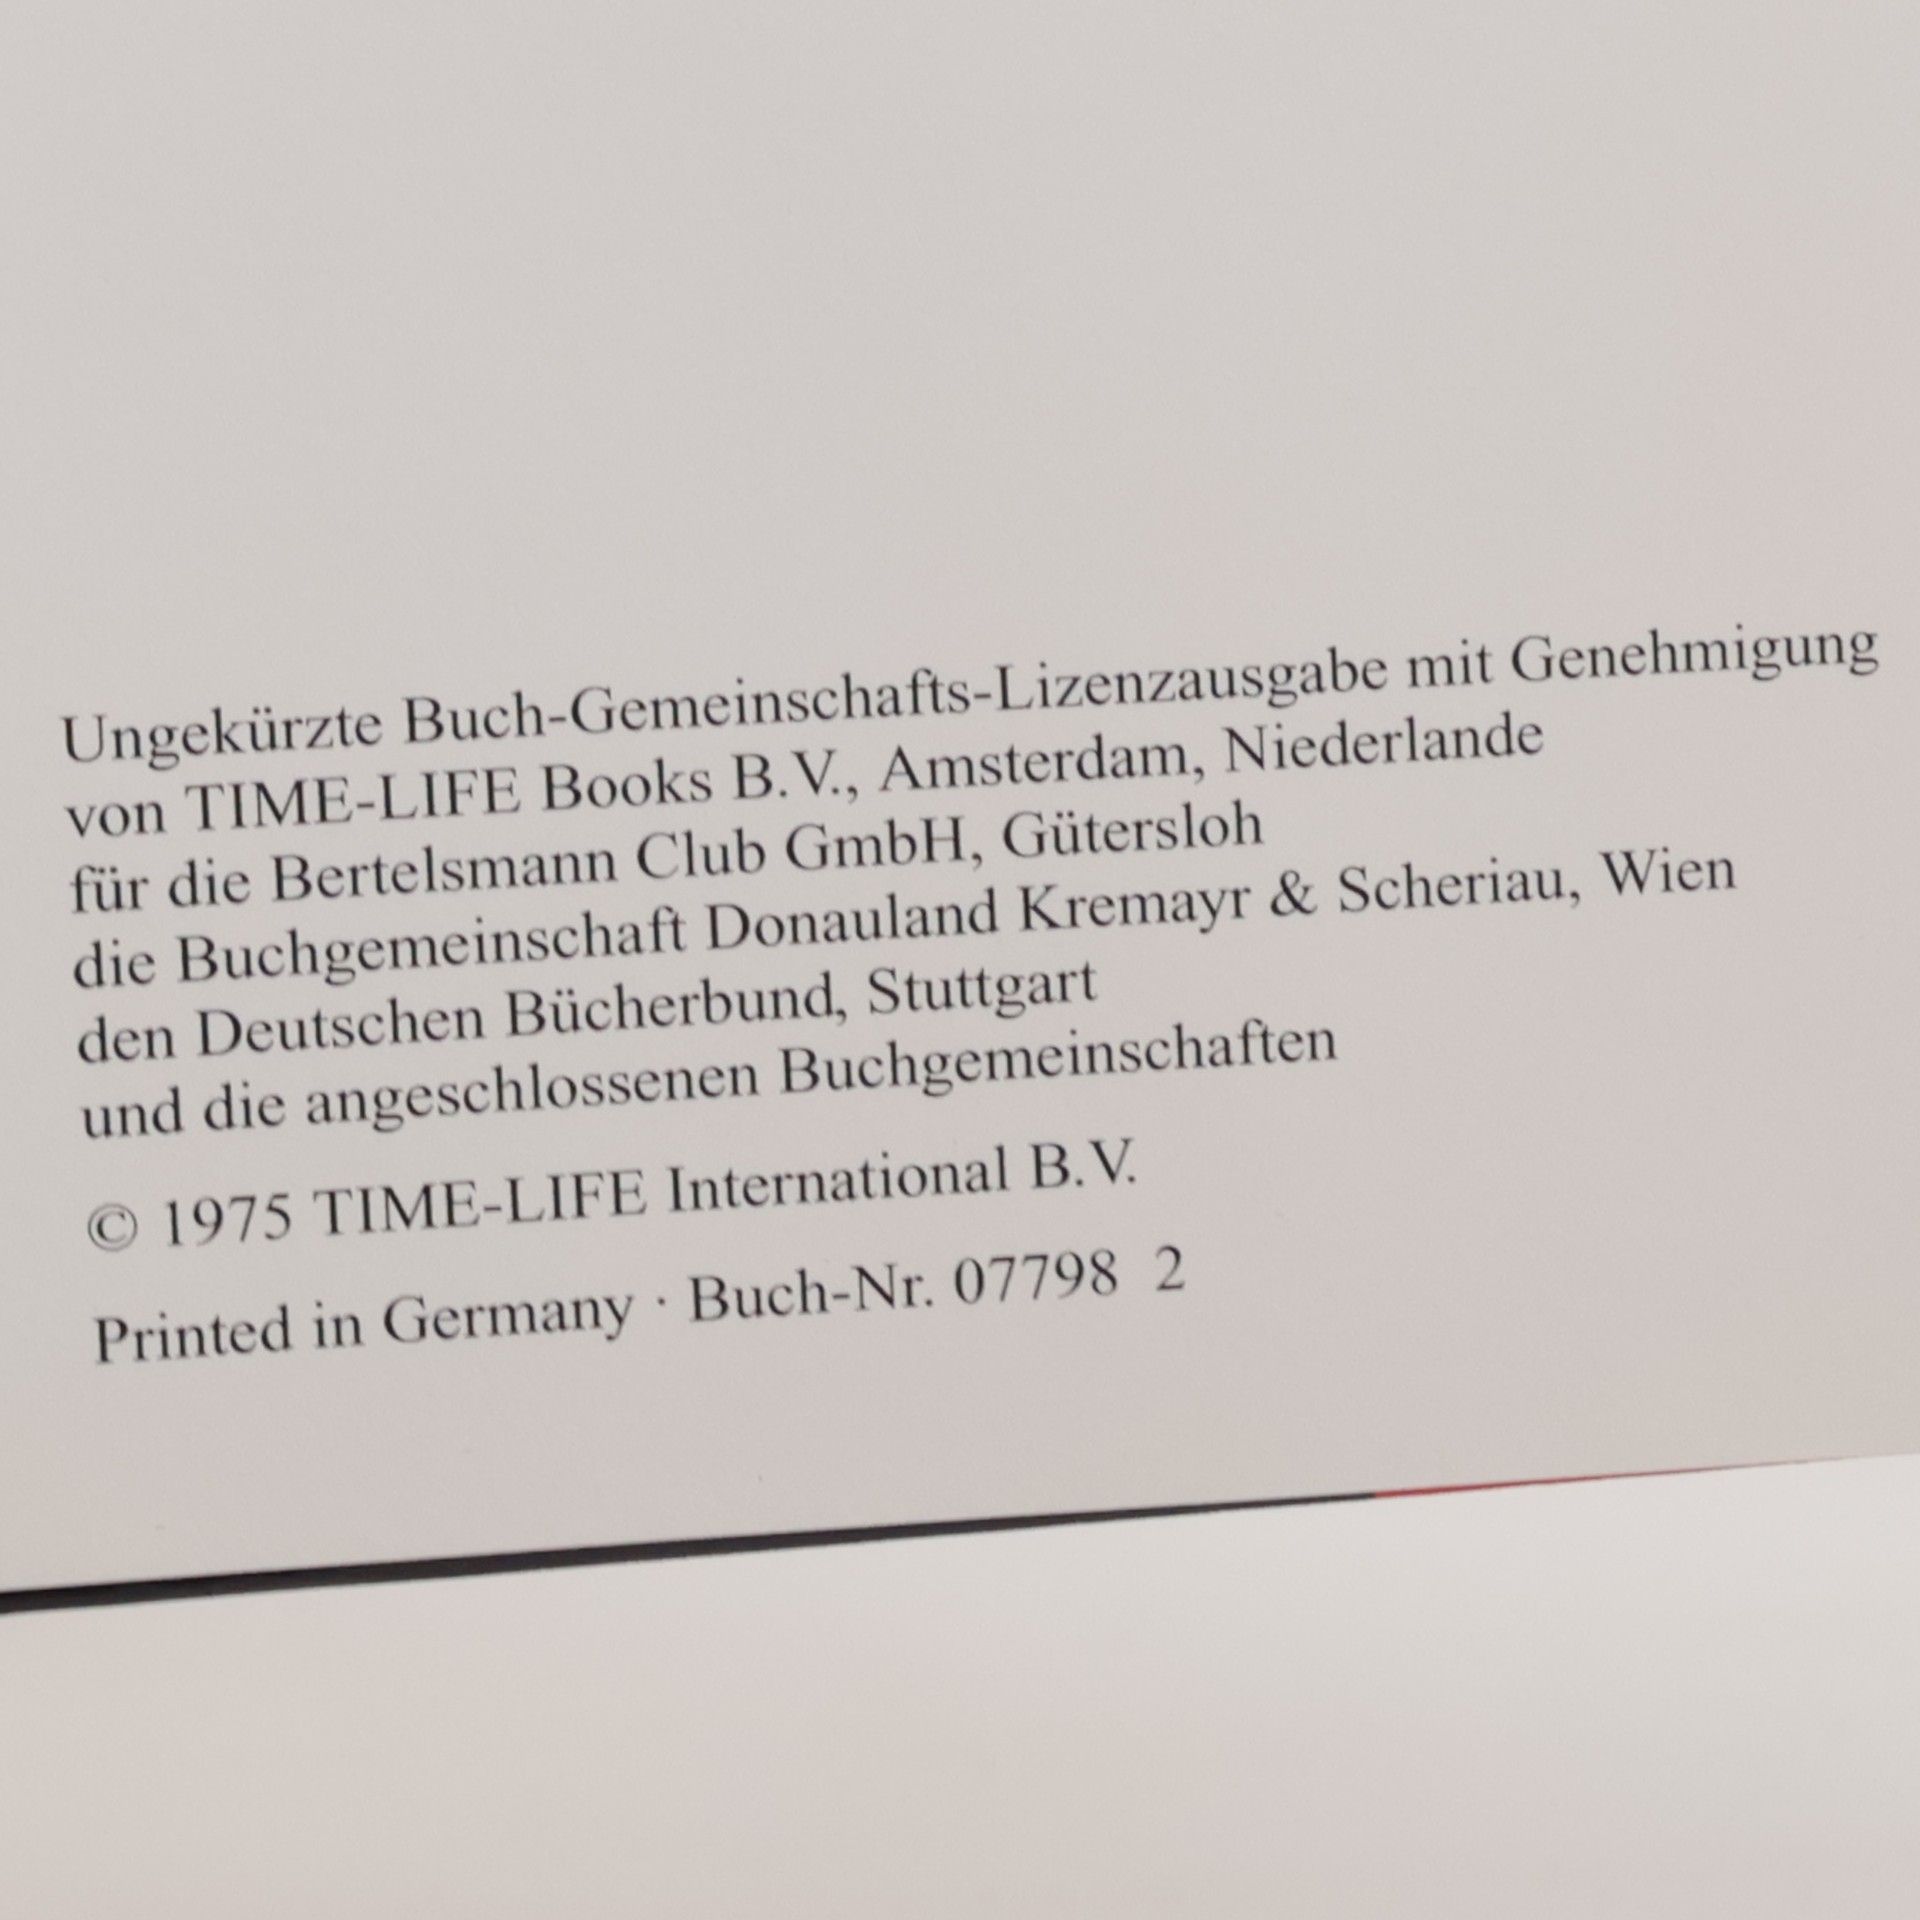 Ungekürzte Buch-Gemeinschafts-Lizenzausgabe mit Genehmigung
von TIME-LIFE Books B.V., Amsterdam, Niederlande
für die Bertelsmann Club GmbH, Gütersloh
die Buchgemeinschaft Donauland Kremayr & Scheriau, Wien
den Deutschen Bücherbund, Stuttgart
und die angeschlossenen Buchgemeinschaften
© 1975 TIME-LIFE International B.V.
Printed in Germany · Buch-Nr. 07798 2